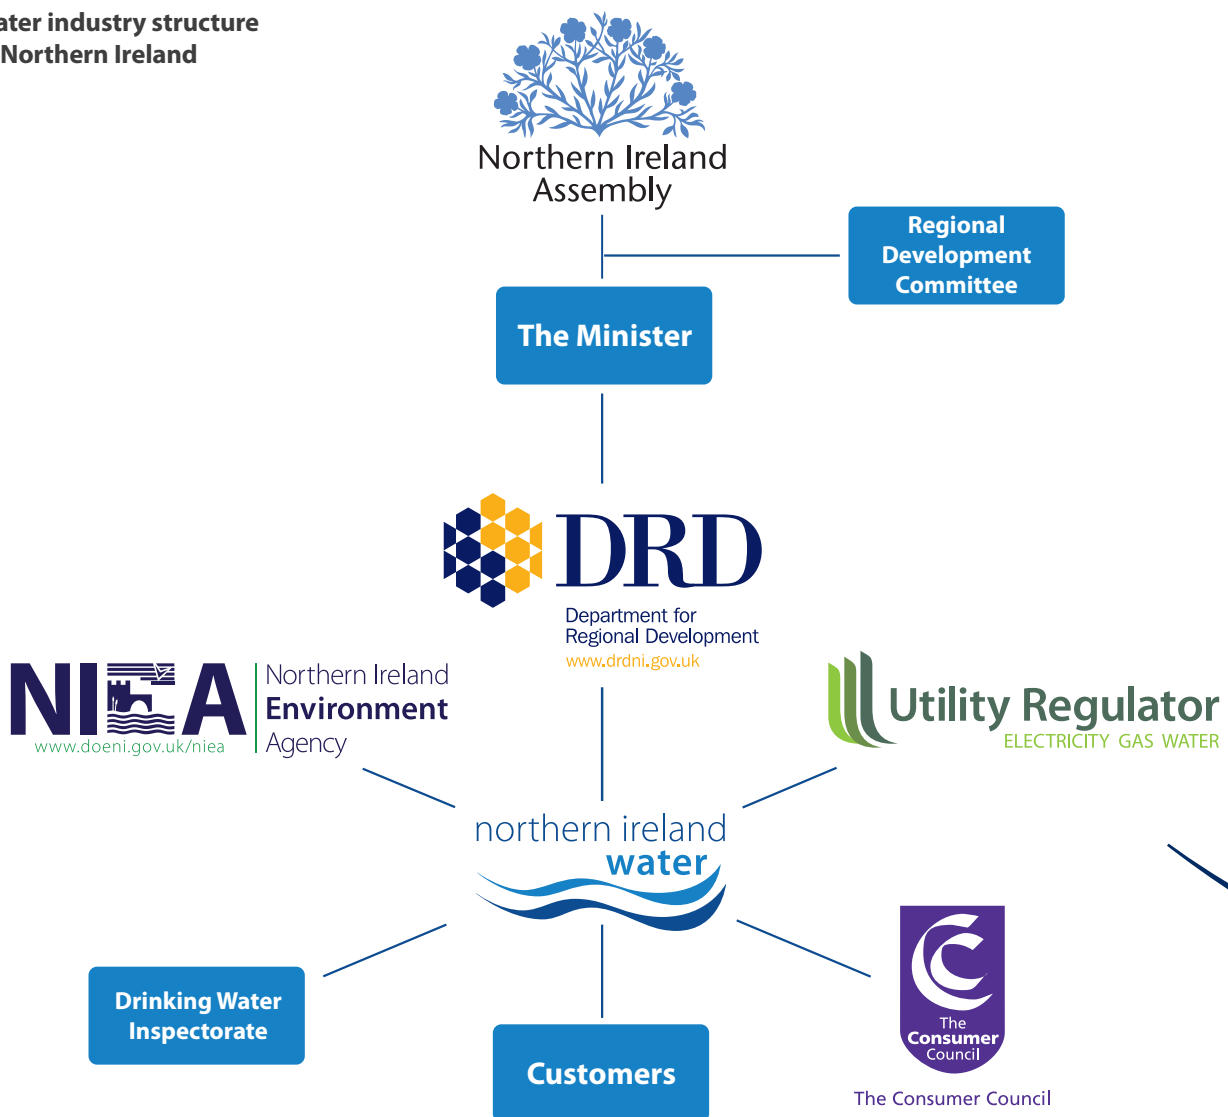 ater industry structure
Northern Ireland
Northern Ireland
Assembly
Regional
Development
Committee
The Minister
DRD
Department for
Regional Development
www.drdni.gov.uk
NIEA
www.doeni.gov.uk/niea
Northern Ireland
Environment
Agency
Utility Regulator
ELECTRICITY GAS WATER
northern ireland
water
Drinking Water
Inspectorate
Customers
The
Consumer
Council
The Consumer Council